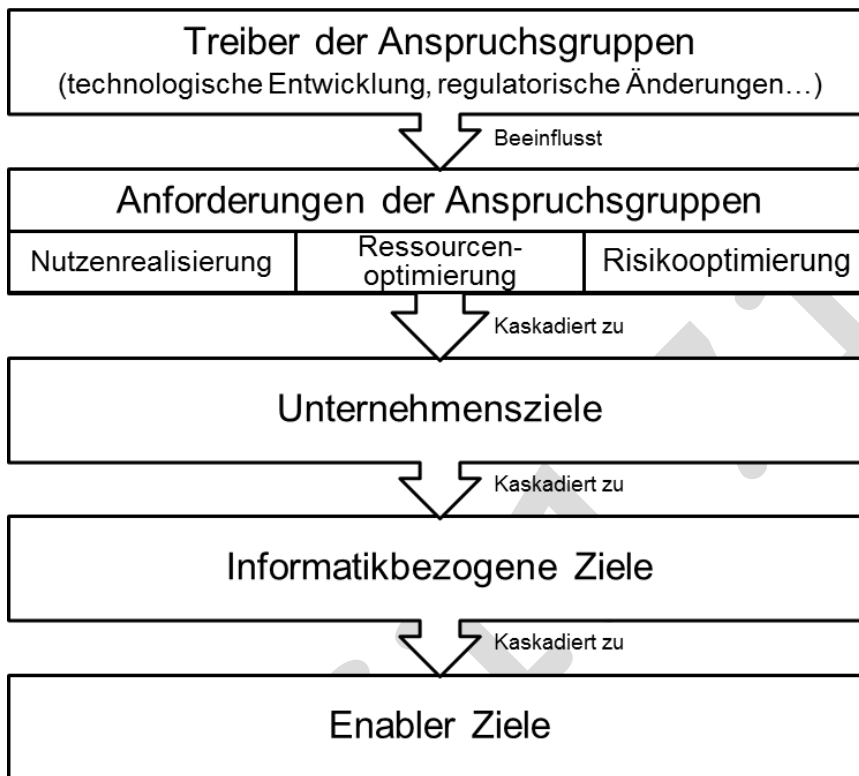 Treiber der Anspruchsgruppen
(technologische Entwicklung, regulatorische Änderungen…)
Beeinflusst
Anforderungen der Anspruchsgruppen
Nutzenrealisierung
Ressourcen-
optimierung
Risikooptimierung
Kaskadiert zu
Unternehmensziele
Kaskadiert zu
Informatikbezogene Ziele
Kaskadiert zu
Enabler Ziele